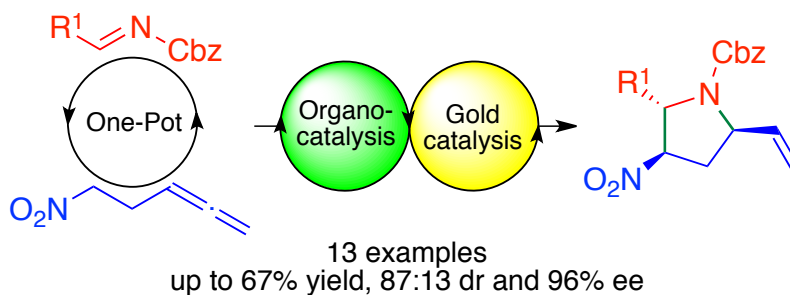 R¹ N
Cbz
One-Pot
O₂N
Organo-
catalysis
Gold
catalysis
Cbz
R¹ N
O₂N
13 examples
up to 67% yield, 87:13 dr and 96% ee